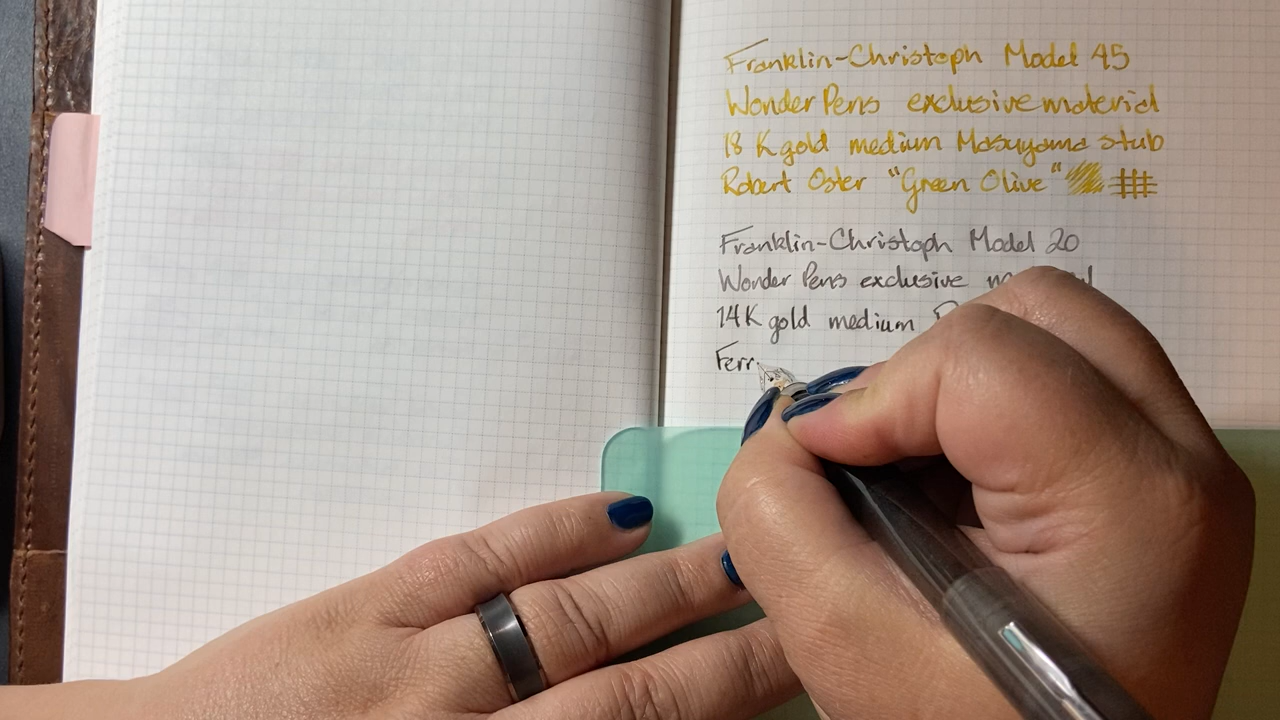 Franklin-Christoph Model 45
Wonder Pens exclusive material
18 K gold medium Masuyama stub
Robert Oster "Green Olive"
Franklin-Christoph Model 20
Wonder Pens exclusive
14K gold medium
Ferr